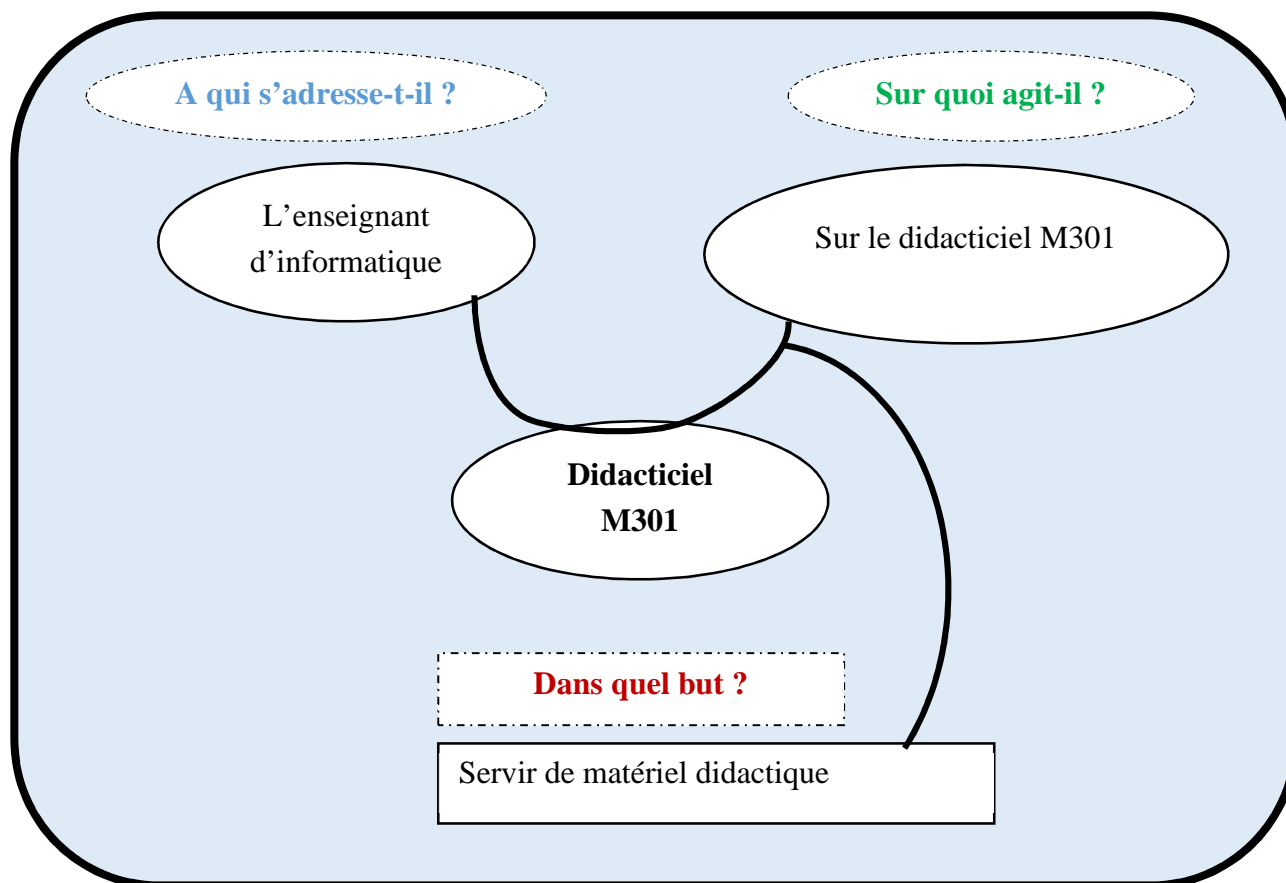 A qui s’adresse-t-il ?
Sur quoi agit-il ?
L’enseignant
d’informatique
Sur le didacticiel M301
Didacticiel
M301
Dans quel but ?
Servir de matériel didactique